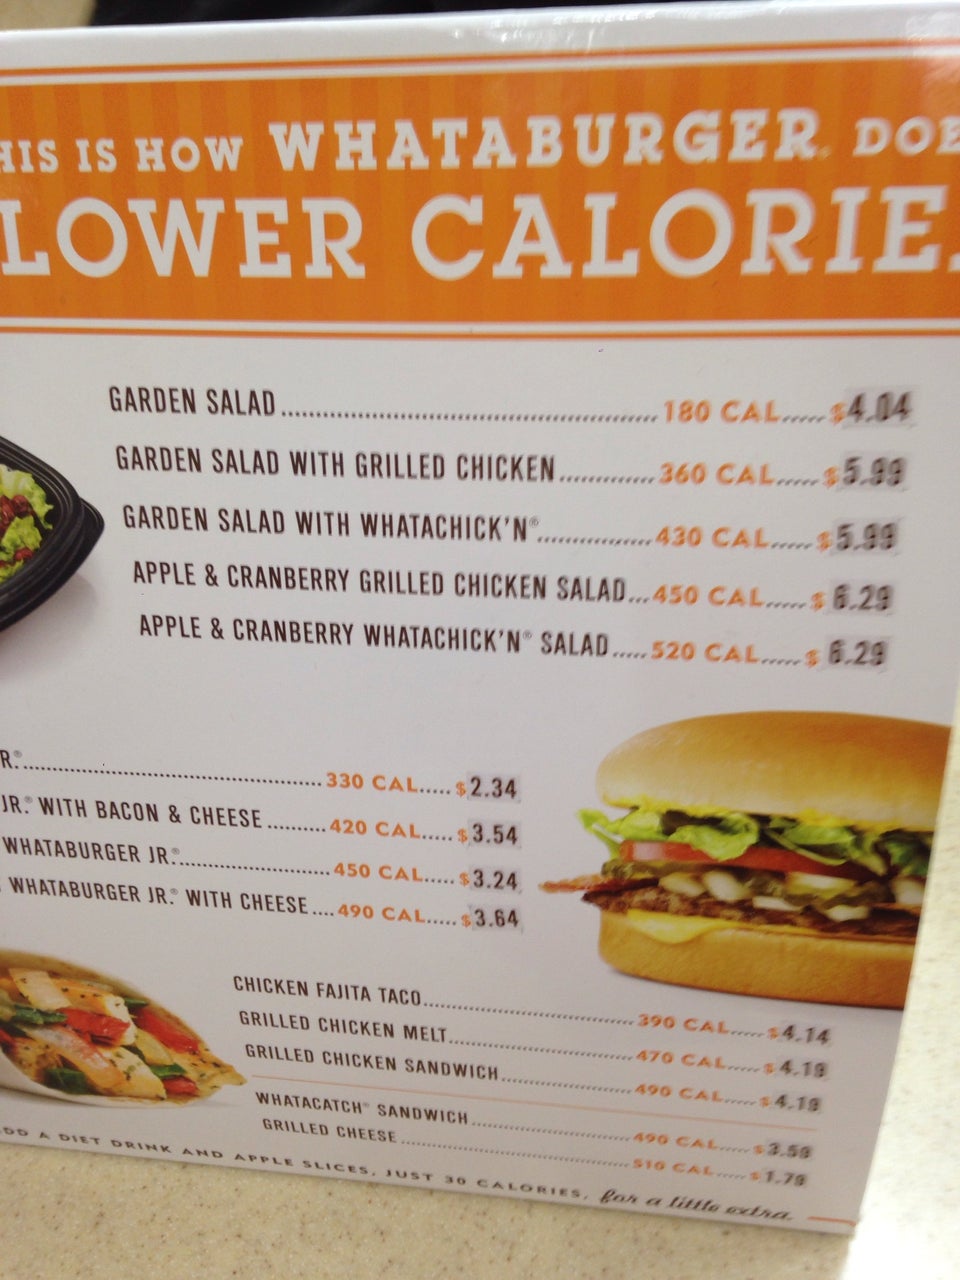 HIS IS HOW WHATABURGER® DOE
LOWER CALORIE
GARDEN SALAD 180 CAL..... $4.04
GARDEN SALAD WITH GRILLED CHICKEN 360 CAL..... $5.99
GARDEN SALAD WITH WHATACHICK'N® 430 CAL..... $5.99
APPLE & CRANBERRY GRILLED CHICKEN SALAD...450 CAL..... $6.29
APPLE & CRANBERRY WHATACHICK'N® SALAD.....520 CAL..... $6.29
R.® 330 CAL..... $2.34
JR.® WITH BACON & CHEESE 420 CAL..... $3.54
WHATABURGER JR.® 450 CAL..... $3.24
WHATABURGER JR.® WITH CHEESE....490 CAL..... $3.64
CHICKEN FAJITA TACO 390 CAL..... $4.14
GRILLED CHICKEN MELT 470 CAL..... $4.19
GRILLED CHICKEN SANDWICH 490 CAL..... $4.19
WHATACATCH® SANDWICH 490 CAL..... $3.59
GRILLED CHEESE 510 CAL..... $1.79
DD A DIET DRINK AND APPLE SLICES, JUST 30 CALORIES, for a little extra.